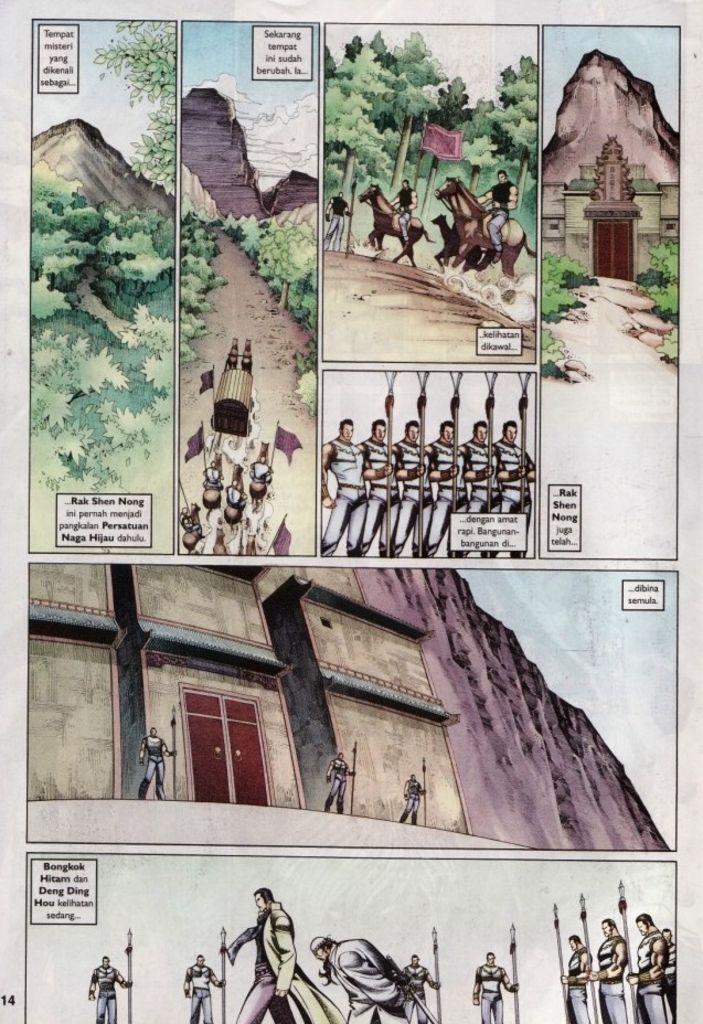 Tempat
misteri
yang
dikenali
sebagai...
...Rak Shen Nong
ini pernah menjadi
pangkalan Persatuan
Naga Hijau dahulu.
Sekarang
tempat
ini sudah
berubah. Ia...
...kelihatan
dikawal...
...dengan amat
rapi. Bangunan-
bangunan di...
...Rak
Shen
Nong
juga
telah...
...dibina
semula.
Bongkok
Hitam dan
Deng Ding
Hou kelihatan
sedang...
14